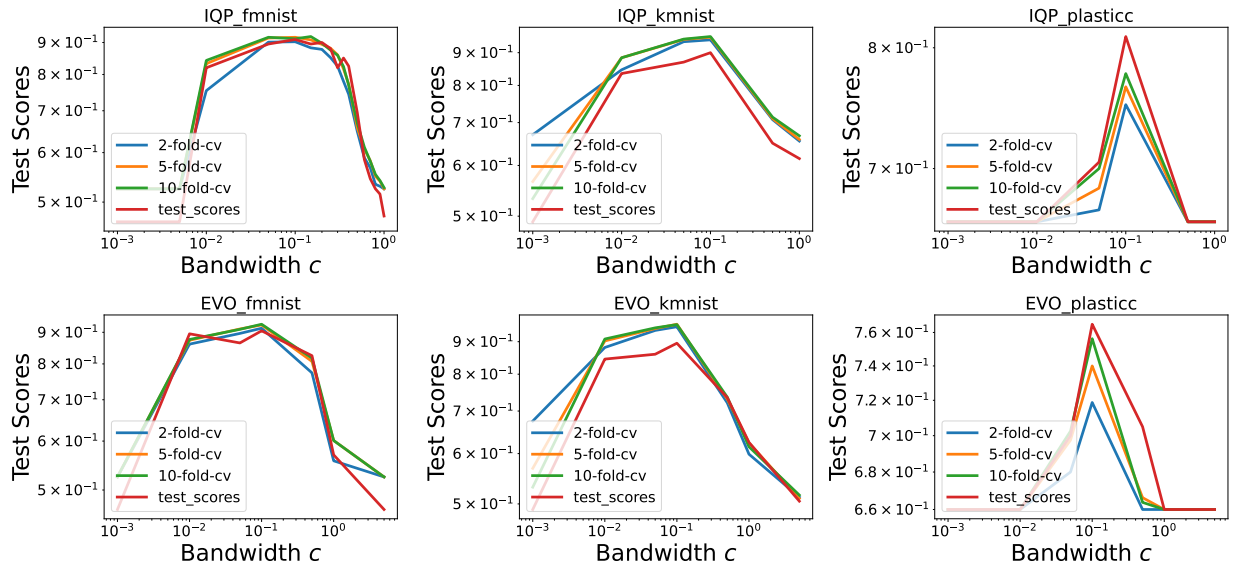 IQP_fmnist
IQP_kmnist
IQP_plasticc
Test Scores
9 × 10⁻¹
8 × 10⁻¹
7 × 10⁻¹
6 × 10⁻¹
5 × 10⁻¹
2-fold-cv
5-fold-cv
10-fold-cv
test_scores
10⁻³
10⁻²
10⁻¹
10⁰
Bandwidth c
Test Scores
9 × 10⁻¹
8 × 10⁻¹
7 × 10⁻¹
6 × 10⁻¹
5 × 10⁻¹
2-fold-cv
5-fold-cv
10-fold-cv
test_scores
10⁻³
10⁻²
10⁻¹
10⁰
Bandwidth c
Test Scores
8 × 10⁻¹
7 × 10⁻¹
2-fold-cv
5-fold-cv
10-fold-cv
test_scores
10⁻³
10⁻²
10⁻¹
10⁰
Bandwidth c
EVO_fmnist
EVO_kmnist
EVO_plasticc
Test Scores
9 × 10⁻¹
8 × 10⁻¹
7 × 10⁻¹
6 × 10⁻¹
5 × 10⁻¹
2-fold-cv
5-fold-cv
10-fold-cv
test_scores
10⁻³
10⁻²
10⁻¹
10⁰
Bandwidth c
Test Scores
9 × 10⁻¹
8 × 10⁻¹
7 × 10⁻¹
6 × 10⁻¹
5 × 10⁻¹
2-fold-cv
5-fold-cv
10-fold-cv
test_scores
10⁻³
10⁻²
10⁻¹
10⁰
Bandwidth c
Test Scores
7.6 × 10⁻¹
7.4 × 10⁻¹
7.2 × 10⁻¹
7 × 10⁻¹
6.8 × 10⁻¹
6.6 × 10⁻¹
2-fold-cv
5-fold-cv
10-fold-cv
test_scores
10⁻³
10⁻²
10⁻¹
10⁰
Bandwidth c